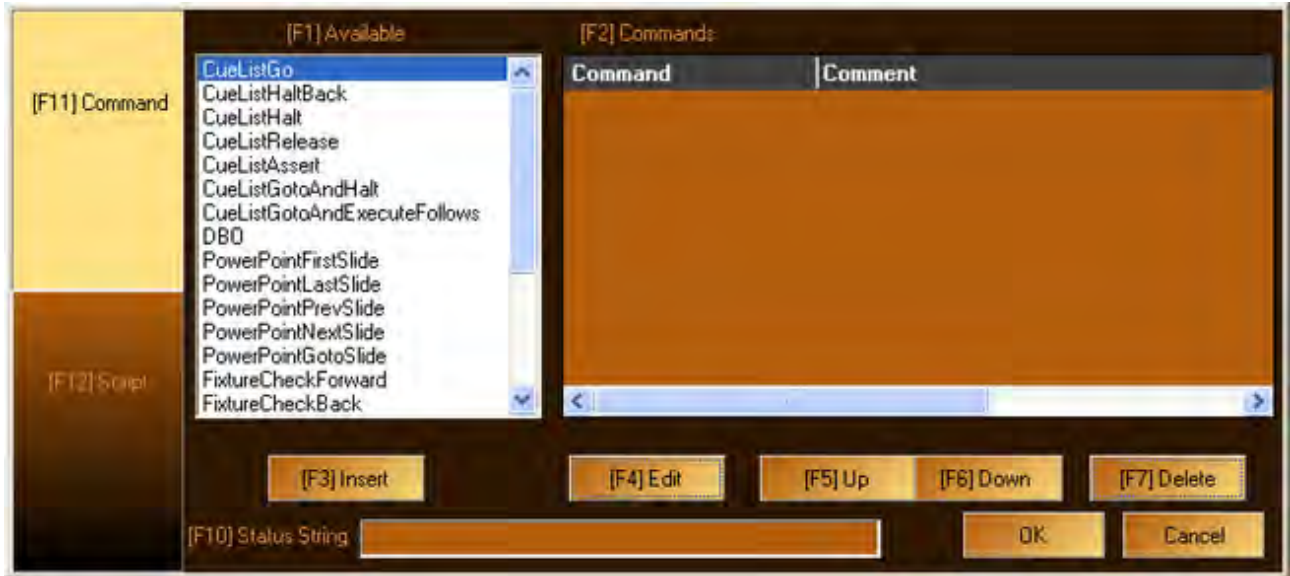 [F1] Available
[F2] Commands
[F11] Command
CueListGo
CueListHaltBack
CueListHalt
CueListRelease
CueListAssert
CueListGotoAndHalt
CueListGotoAndExecuteFollows
DBO
PowerPointFirstSlide
PowerPointLastSlide
PowerPointPrevSlide
PowerPointNextSlide
PowerPointGotoSlide
FixtureCheckForward
FixtureCheckBack
Command Comment
[F12] Script
[F3] Insert
[F4] Edit
[F5] Up
[F6] Down
[F7] Delete
[F10] Status String
OK
Cancel